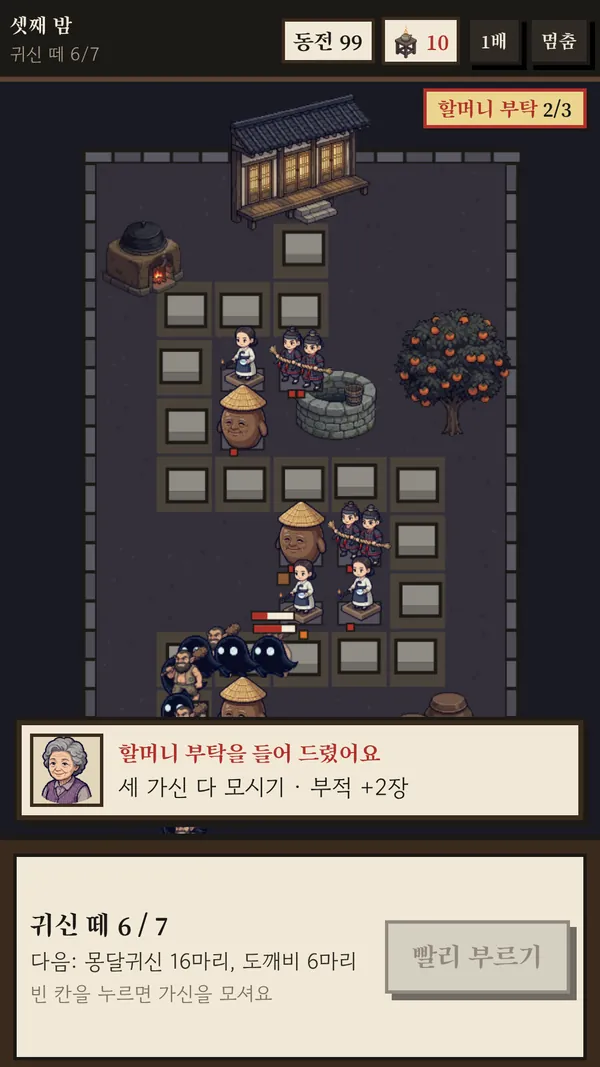 셋째 밤
귀신 떼 6/7
동전 99
10
1배
멈춤
할머니 부탁 2/3
할머니 부탁을 들어 드렸어요
세 가신 다 모시기 · 부적 +2장
귀신 떼 6 / 7
다음: 몽달귀신 16마리, 도깨비 6마리
빈 칸을 누르면 가신을 모셔요
빨리 부르기